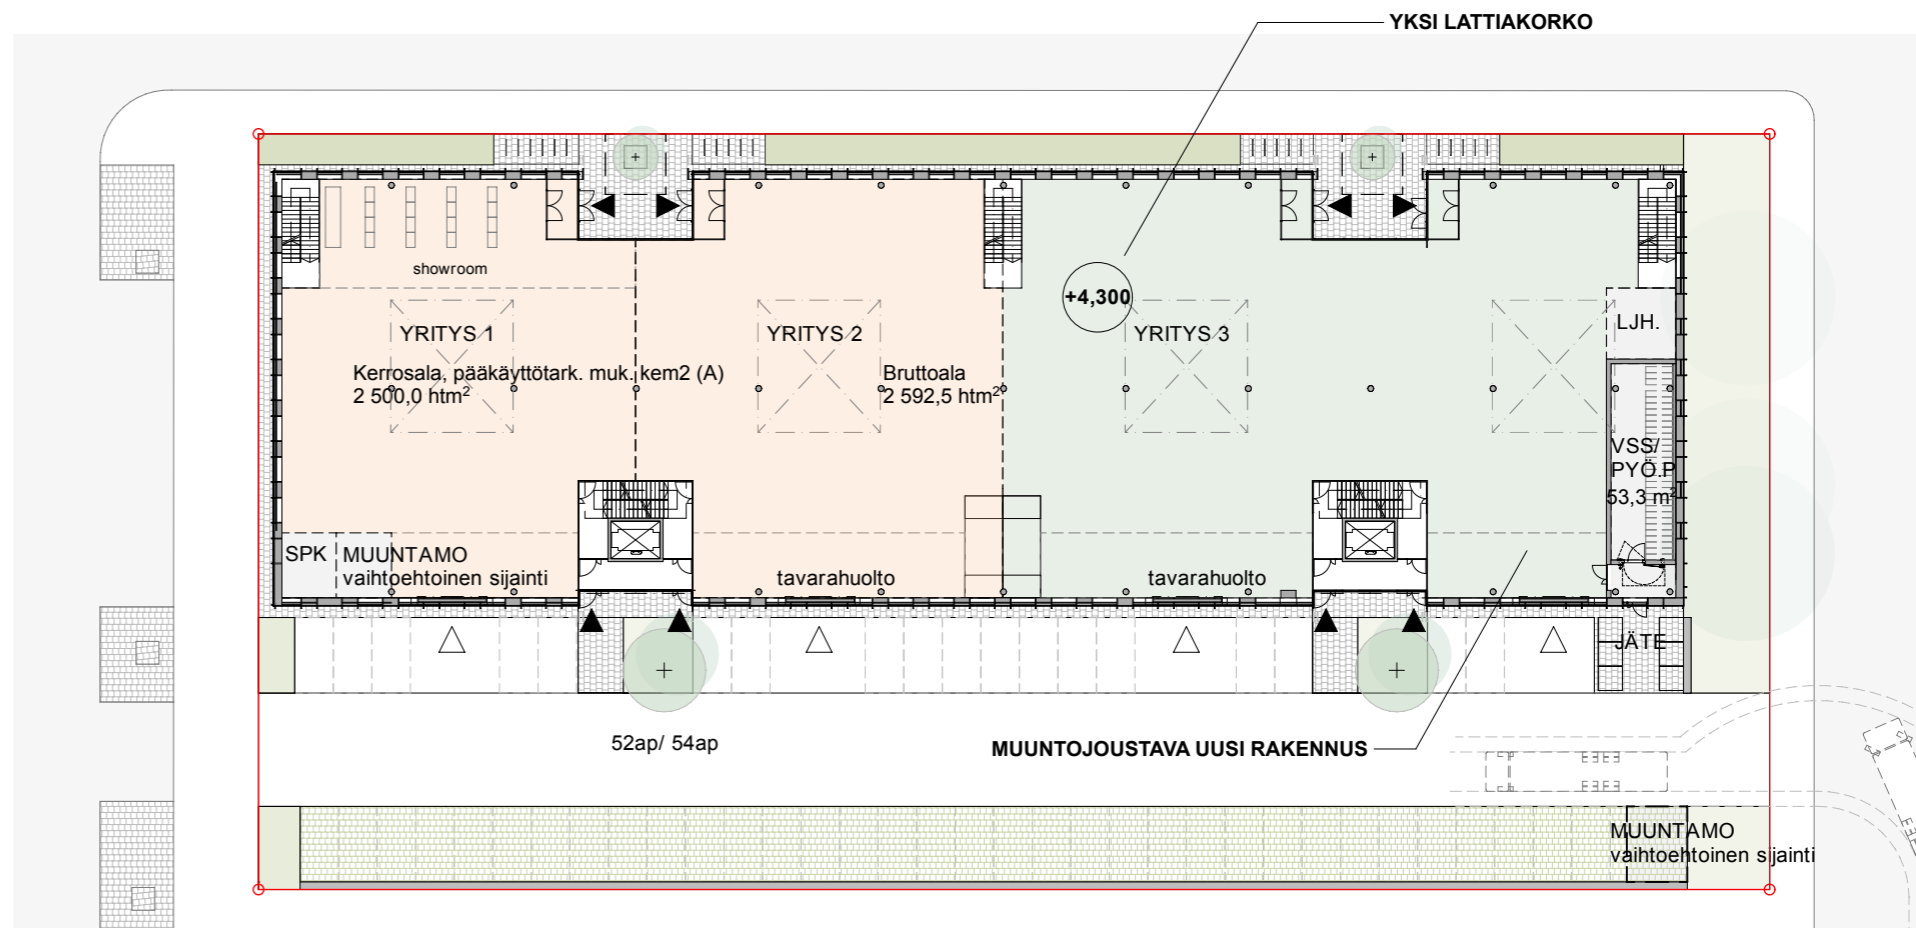 YKSI LATTIAKORKO
showroom
+4,300
YRITYS 1
YRITYS 2
YRITYS 3
LJH.
Kerrosala, pääkäyttötark. muk. kem2 (A)
2 500,0 htm²
Bruttoala
2 592,5 htm²
VSS/
PYÖ.P
53,3 m²
SPK
MUUNTAMO
vaihtoehtoinen sijainti
tavarahuolto
tavarahuolto
JÄTE
52ap/ 54ap
MUUNTOJOUSTAVA UUSI RAKENNUS
MUUNTAMO
vaihtoehtoinen sijainti